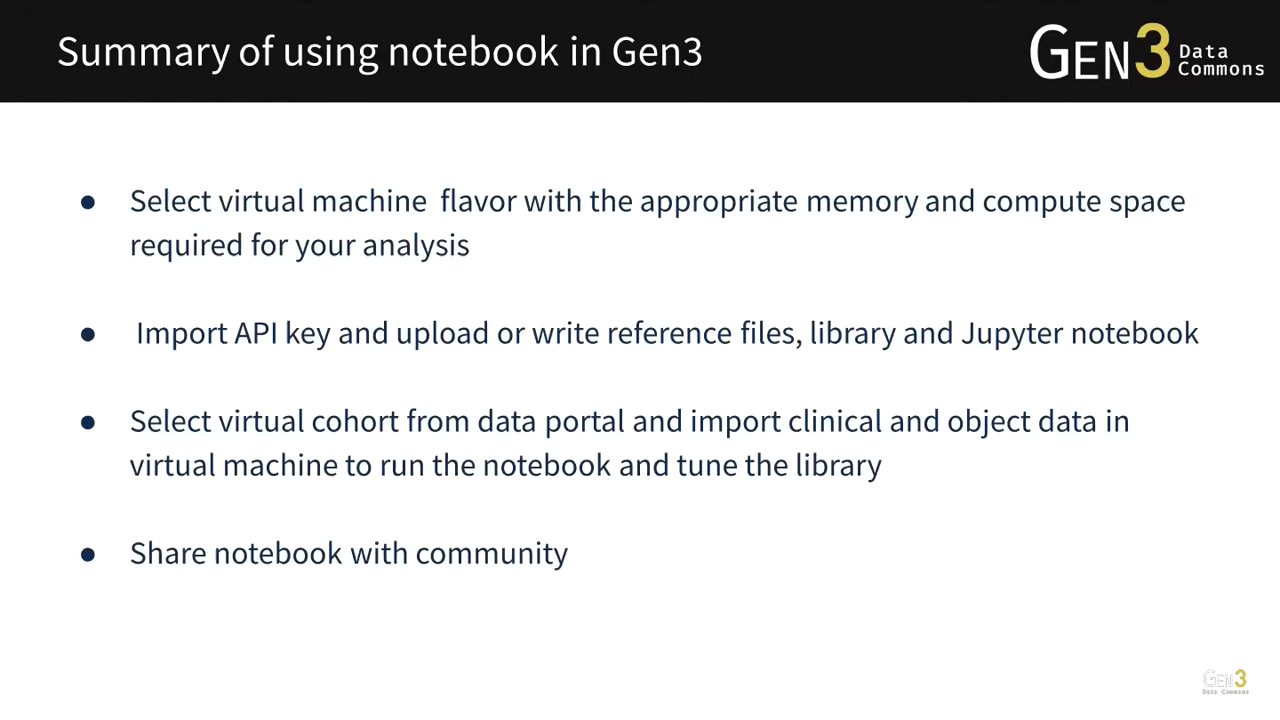 Summary of using notebook in Gen3
GEN3 Data Commons
● Select virtual machine  flavor with the appropriate memory and compute space
required for your analysis
●  Import API key and upload or write reference files, library and Jupyter notebook
● Select virtual cohort from data portal and import clinical and object data in
virtual machine to run the notebook and tune the library
● Share notebook with community
GEN3
Data Commons